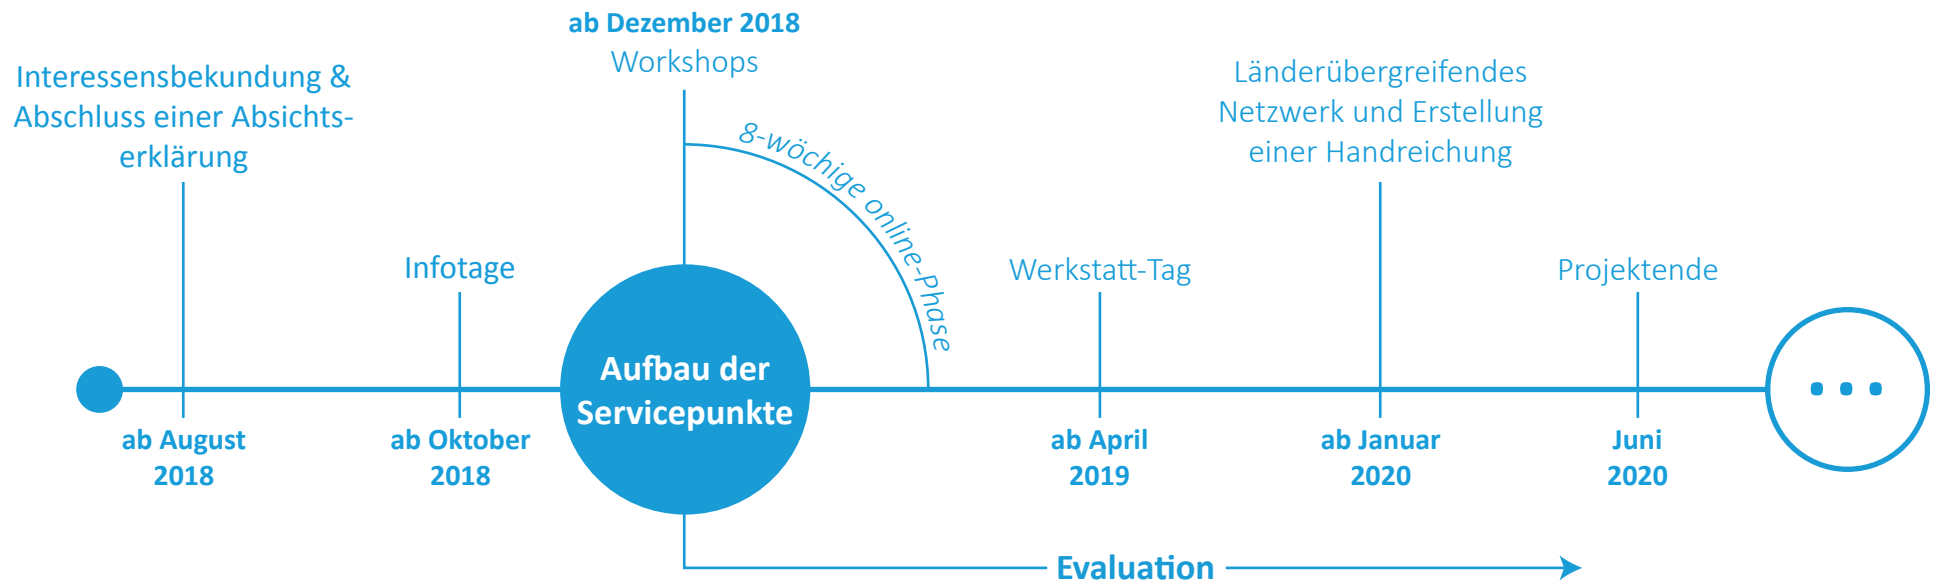 Interessensbekundung &
Abschluss einer Absichts-
erklärung
ab August
2018
Infotage
ab Oktober
2018
ab Dezember 2018
Workshops
8-wöchige online-Phase
Aufbau der
Servicepunkte
Werkstatt-Tag
ab April
2019
Länderübergreifendes
Netzwerk und Erstellung
einer Handreichung
ab Januar
2020
Projektende
Juni
2020
...
Evaluation